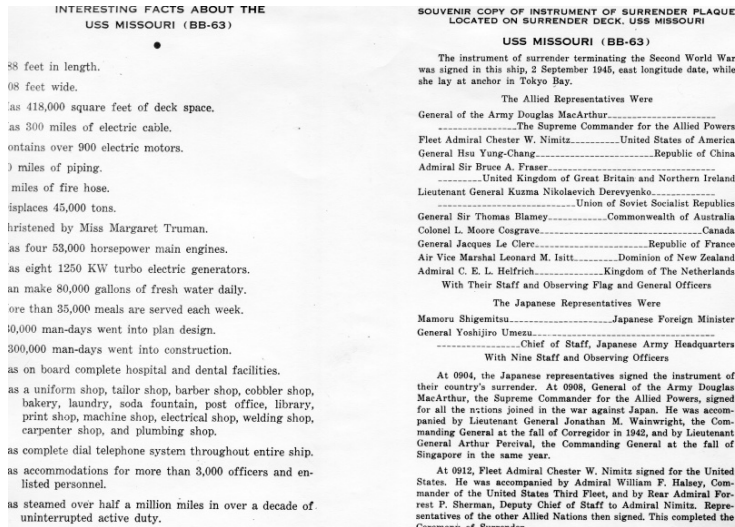 INTERESTING FACTS ABOUT THE
USS MISSOURI (BB-63)
88 feet in length.
08 feet wide.
as 418,000 square feet of deck space.
as 300 miles of electric cable.
ontains over 900 electric motors.
miles of piping.
miles of fire hose.
isplaces 45,000 tons.
hristened by Miss Margaret Truman.
as four 53,000 horsepower main engines.
as eight 1250 KW turbo electric generators.
an make 80,000 gallons of fresh water daily.
ore than 35,000 meals are served each week.
0,000 man-days went into plan design.
300,000 man-days went into construction.
as on board complete hospital and dental facilities.
as a uniform shop, tailor shop, barber shop, cobbler shop,
bakery, laundry, soda fountain, post office, library,
print shop, machine shop, electrical shop, welding shop,
carpenter shop, and plumbing shop.
as complete dial telephone system throughout entire ship.
as accommodations for more than 3,000 officers and en-
listed personnel.
as steamed over half a million miles in over a decade of
uninterrupted active duty.
SOUVENIR COPY OF INSTRUMENT OF SURRENDER PLAQUE
LOCATED ON SURRENDER DECK, USS MISSOURI
USS MISSOURI (BB-63)
The instrument of surrender terminating the Second World War
was signed in this ship, 2 September 1945, east longitude date, while
she lay at anchor in Tokyo Bay.
The Allied Representatives Were
General of the Army Douglas MacArthur
The Supreme Commander for the Allied Powers
Fleet Admiral Chester W. Nimitz United States of America
General Hsu Yung-Chang Republic of China
Admiral Sir Bruce A. Fraser
United Kingdom of Great Britain and Northern Ireland
Lieutenant General Kuzma Nikolaevich Derevyenko
Union of Soviet Socialist Republics
General Sir Thomas Blamey Commonwealth of Australia
Colonel L. Moore Cosgrave Canada
General Jacques Le Clerc Republic of France
Air Vice Marshal Leonard M. Isitt Dominion of New Zealand
Admiral C. E. L. Helfrich Kingdom of The Netherlands
With Their Staff and Observing Flag and General Officers
The Japanese Representatives Were
Mamoru Shigemitsu Japanese Foreign Minister
General Yoshijiro Umezu
Chief of Staff, Japanese Army Headquarters
With Nine Staff and Observing Officers
At 0904, the Japanese representatives signed the instrument of
their country's surrender. At 0908, General of the Army Douglas
MacArthur, the Supreme Commander for the Allied Powers, signed
for all the nations joined in the war against Japan. He was accom-
panied by Lieutenant General Jonathan M. Wainwright, the Com-
manding General at the fall of Corregidor in 1942, and by Lieutenant
General Arthur Percival, the Commanding General at the fall of
Singapore in the same year.
At 0912, Fleet Admiral Chester W. Nimitz signed for the United
States. He was accompanied by Admiral William F. Halsey, Com-
mander of the United States Third Fleet, and by Rear Admiral For-
rest P. Sherman, Deputy Chief of Staff to Admiral Nimitz. Repre-
sentatives of the other Allied Nations then signed. This completed the
Ceremony of Surrender